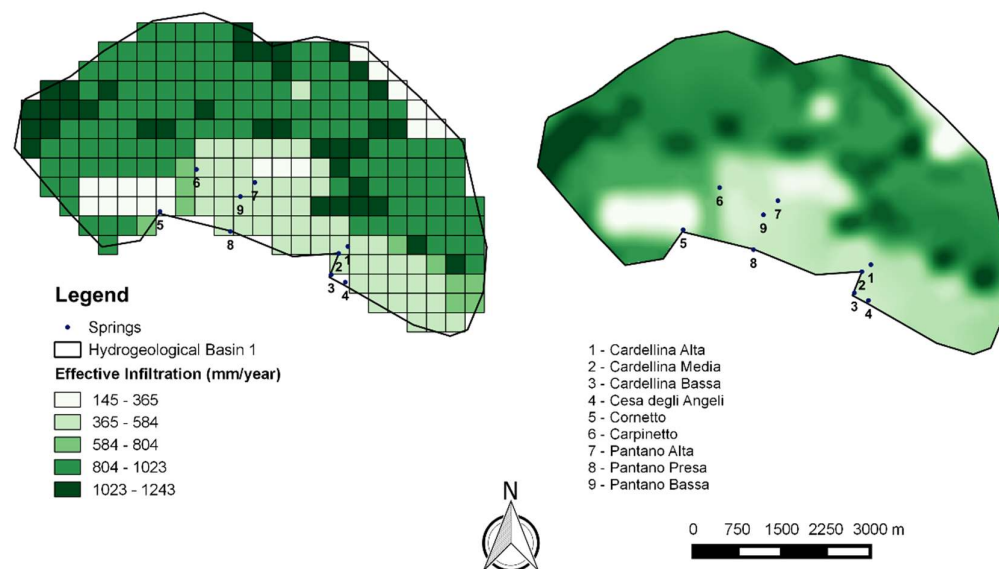 6
7
9
5
8
1
2
3
4
Legend
Springs
Hydrogeological Basin 1
Effective Infiltration (mm/year)
145 - 365
365 - 584
584 - 804
804 - 1023
1023 - 1243
6
7
9
5
8
1
2
3
4
1 - Cardellina Alta
2 - Cardellina Media
3 - Cardellina Bassa
4 - Cesa degli Angeli
5 - Cornetto
6 - Carpinetto
7 - Pantano Alta
8 - Pantano Presa
9 - Pantano Bassa
N
0 750 1500 2250 3000 m